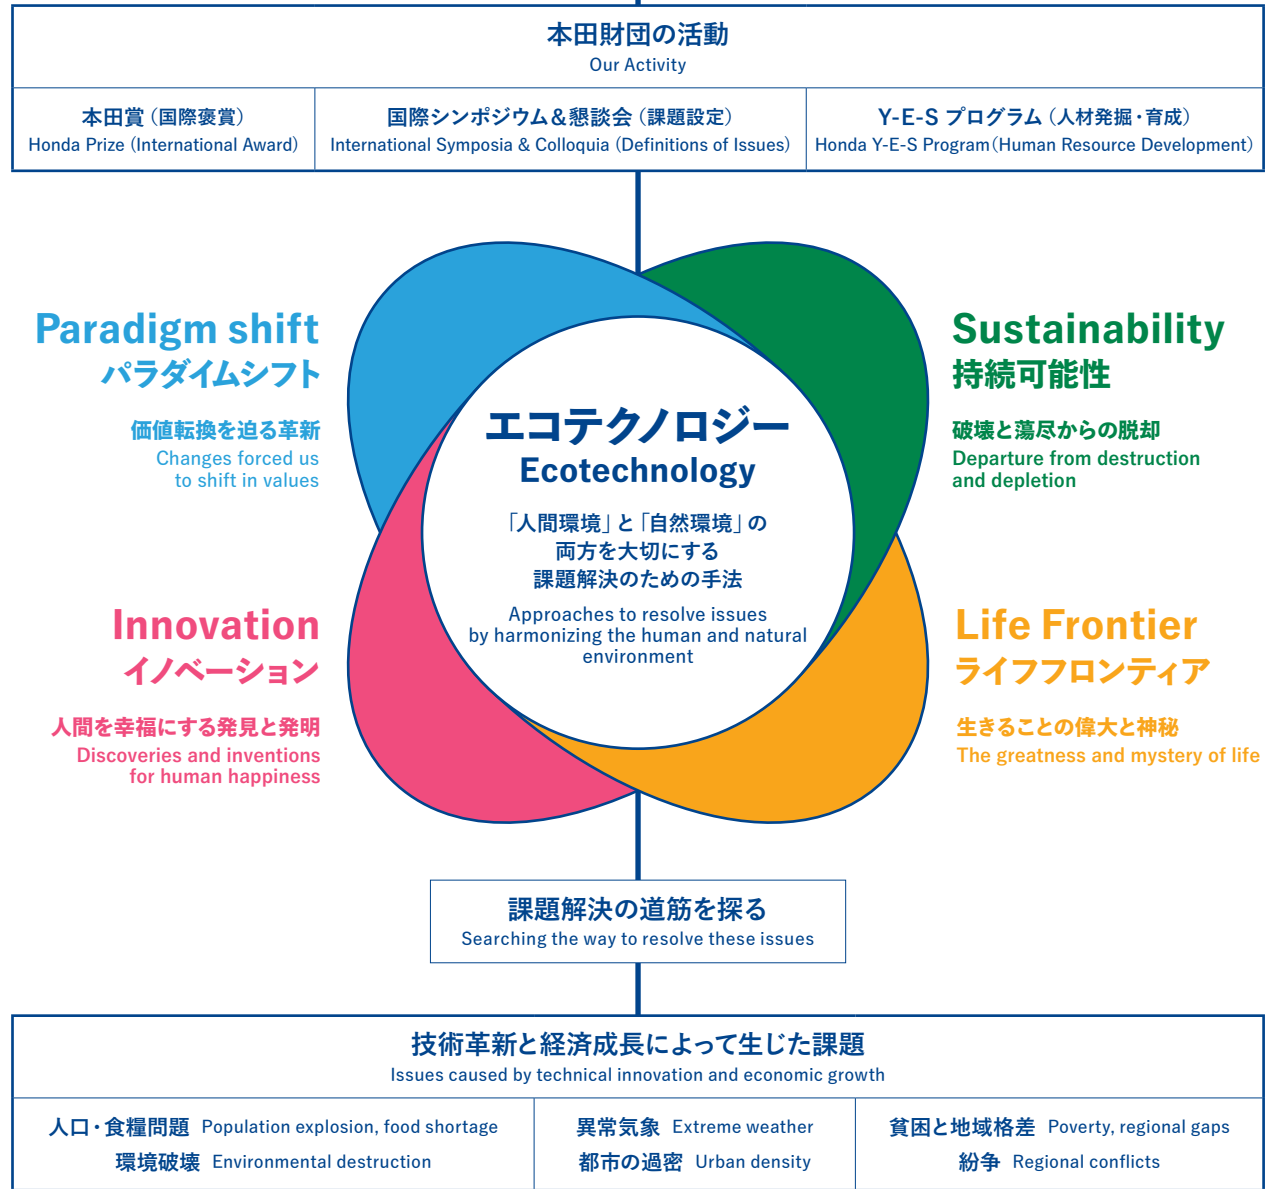 本田財団の活動
Our Activity
本田賞（国際褒賞）
Honda Prize (International Award)
国際シンポジウム＆懇談会（課題設定）
International Symposia & Colloquia (Definitions of Issues)
Y-E-S プログラム（人材発掘・育成）
Honda Y-E-S Program（Human Resource Development）
Paradigm shift
パラダイムシフト
価値転換を迫る革新
Changes forced us
to shift in values
Sustainability
持続可能性
破壊と蕩尽からの脱却
Departure from destruction
and depletion
エコテクノロジー
Ecotechnology
「人間環境」と「自然環境」の
両方を大切にする
課題解決のための手法
Approaches to resolve issues
by harmonizing the human and natural
environment
Innovation
イノベーション
人間を幸福にする発見と発明
Discoveries and inventions
for human happiness
Life Frontier
ライフフロンティア
生きることの偉大と神秘
The greatness and mystery of life
課題解決の道筋を探る
Searching the way to resolve these issues
技術革新と経済成長によって生じた課題
Issues caused by technical innovation and economic growth
人口・食糧問題 Population explosion, food shortage
環境破壊 Environmental destruction
異常気象 Extreme weather
都市の過密 Urban density
貧困と地域格差 Poverty, regional gaps
紛争 Regional conflicts